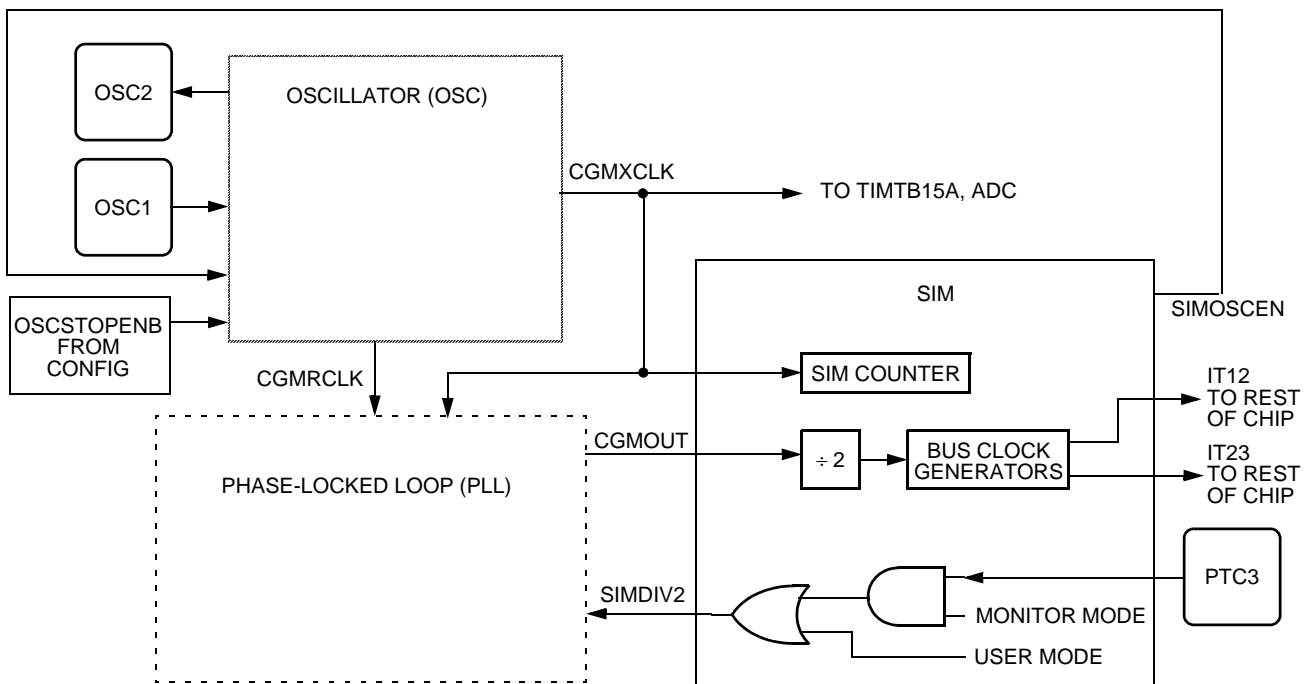 OSC2
OSCILLATOR (OSC)
CGMXCLK
TO TIMTB15A, ADC
OSC1
SIM
SIMOSCEN
OSCSTOPENB
FROM
CONFIG
CGMRCLK
SIM COUNTER
IT12
TO REST
OF CHIP
CGMOUT
÷ 2
BUS CLOCK
GENERATORS
IT23
TO REST
OF CHIP
PHASE-LOCKED LOOP (PLL)
PTC3
SIMDIV2
MONITOR MODE
USER MODE